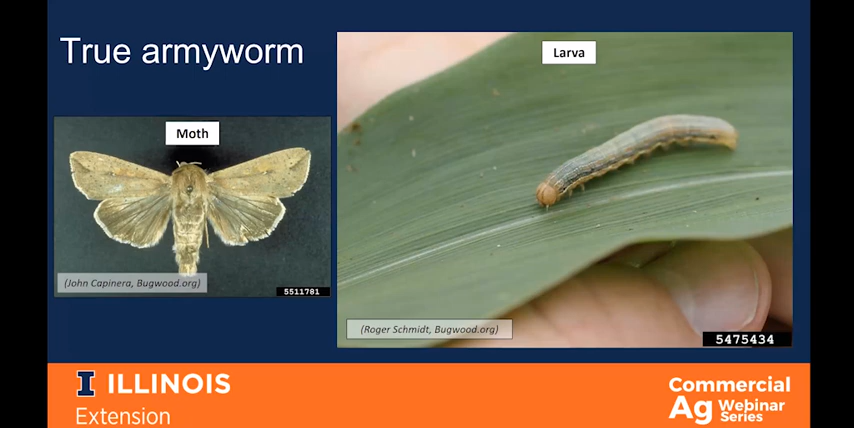 True armyworm
Moth
(John Capinera, Bugwood.org)
5511781
Larva
(Roger Schmidt, Bugwood.org)
5475434
I ILLINOIS
Extension
Commercial
Ag Webinar
Series